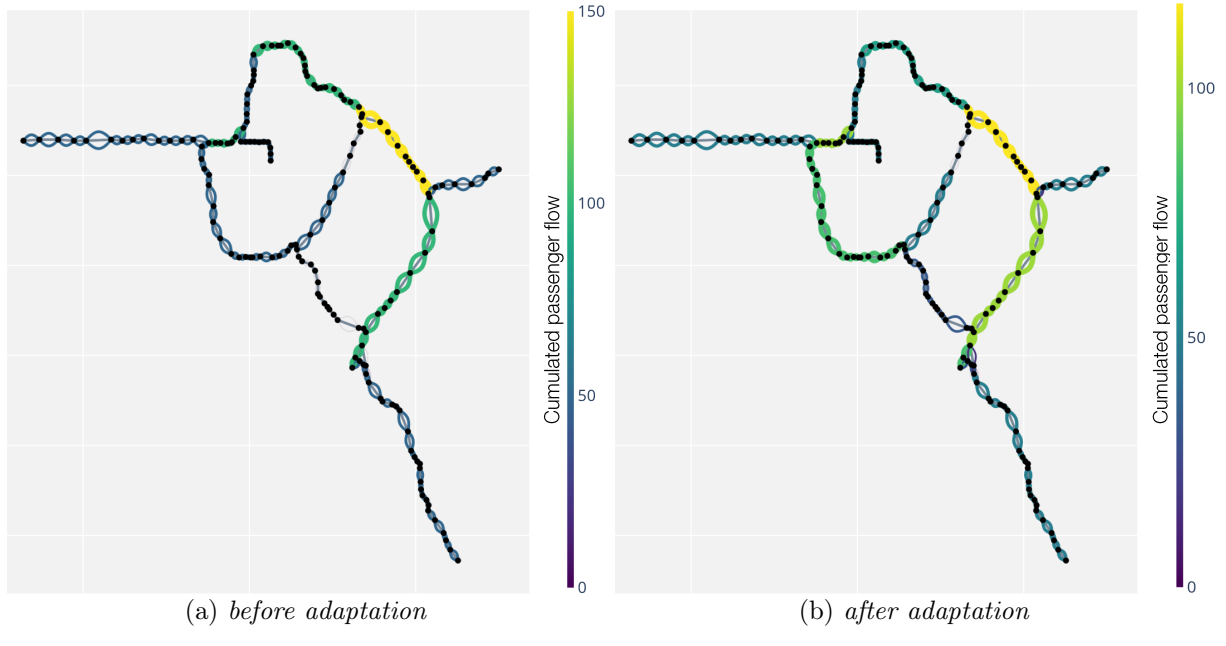 150
100
50
0
Cumulated passenger flow
100
50
0
Cumulated passenger flow
(a) before adaptation
(b) after adaptation